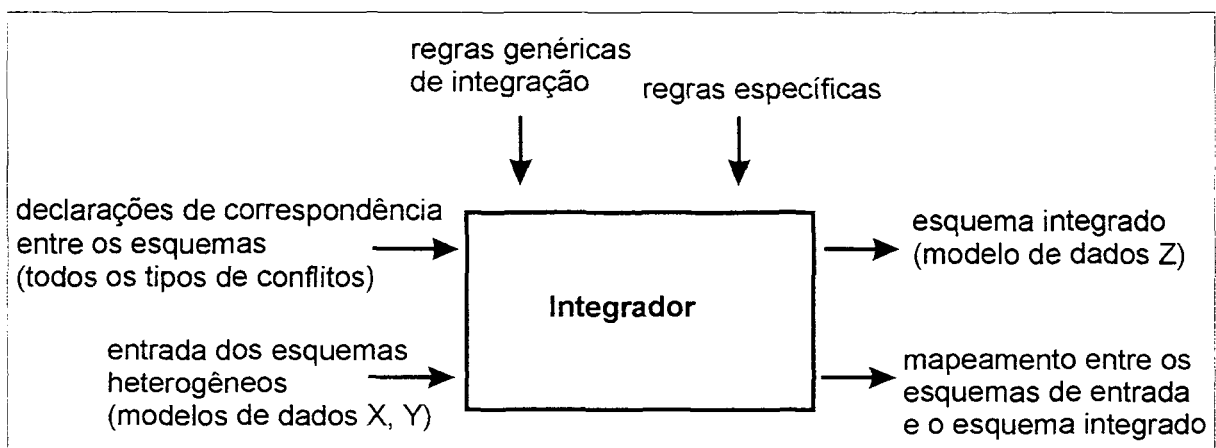 regras genéricas
de integração
regras específicas
declarações de correspondência
entre os esquemas
(todos os tipos de conflitos)
esquema integrado
(modelo de dados Z)
Integrador
entrada dos esquemas
heterogêneos
(modelos de dados X, Y)
mapeamento entre os
esquemas de entrada
e o esquema integrado